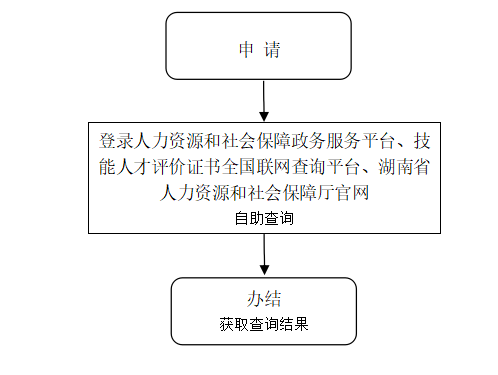 申 请
登录人力资源和社会保障政务服务平台、技
能人才评价证书全国联网查询平台、湖南省
人力资源和社会保障厅官网
自助查询
办结
获取查询结果